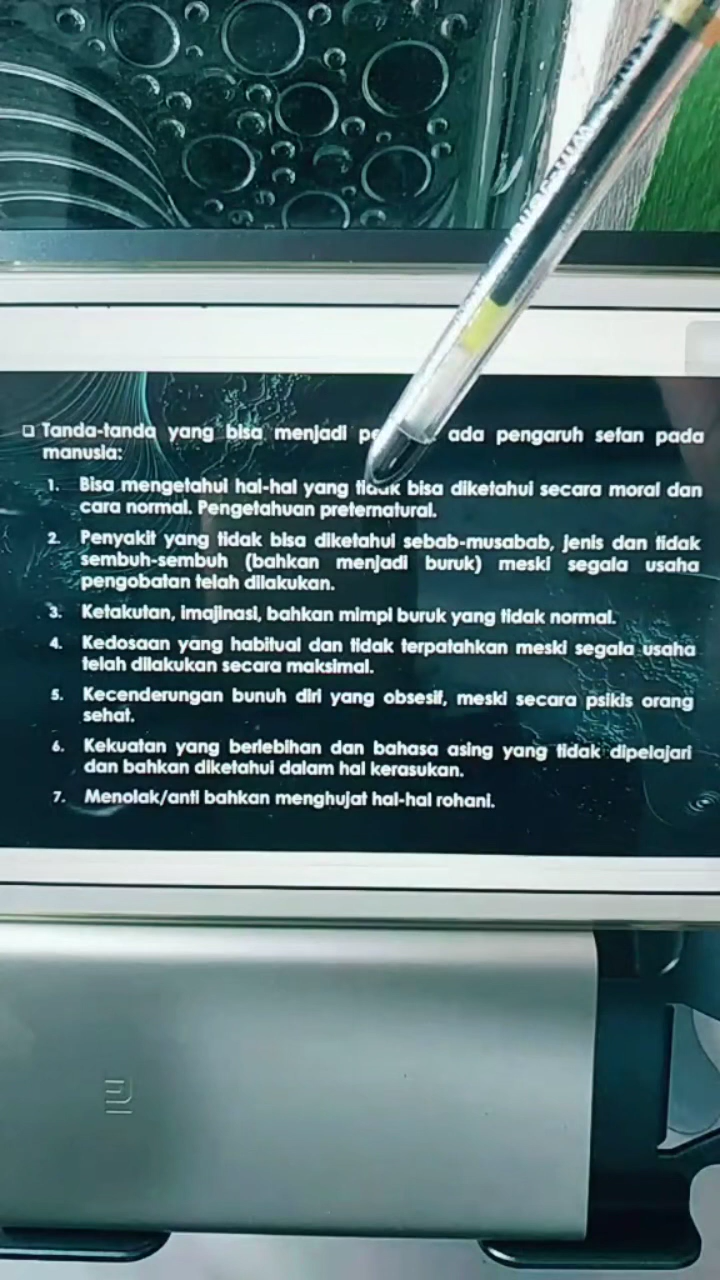 ❑ Tanda-tanda yang bisa menjadi ada pengaruh setan pada
manusia:
1. Bisa mengetahui hal-hal yang tidak bisa diketahui secara moral dan
cara normal. Pengetahuan preternatural.
2. Penyakit yang tidak bisa diketahui sebab-musabab, jenis dan tidak
sembuh-sembuh (bahkan menjadi buruk) meski segala usaha
pengobatan telah dilakukan.
3. Ketakutan, imajinasi, bahkan mimpi buruk yang tidak normal.
4. Kedosaan yang habitual dan tidak terpatahkan meski segala usaha
telah dilakukan secara maksimal.
5. Kecenderungan bunuh diri yang obsesif, meski secara psikis orang
sehat.
6. Kekuatan yang berlebihan dan bahasa asing yang tidak dipelajari
dan bahkan diketahui dalam hal kerasukan.
7. Menolak/anti bahkan menghujat hal-hal rohani.